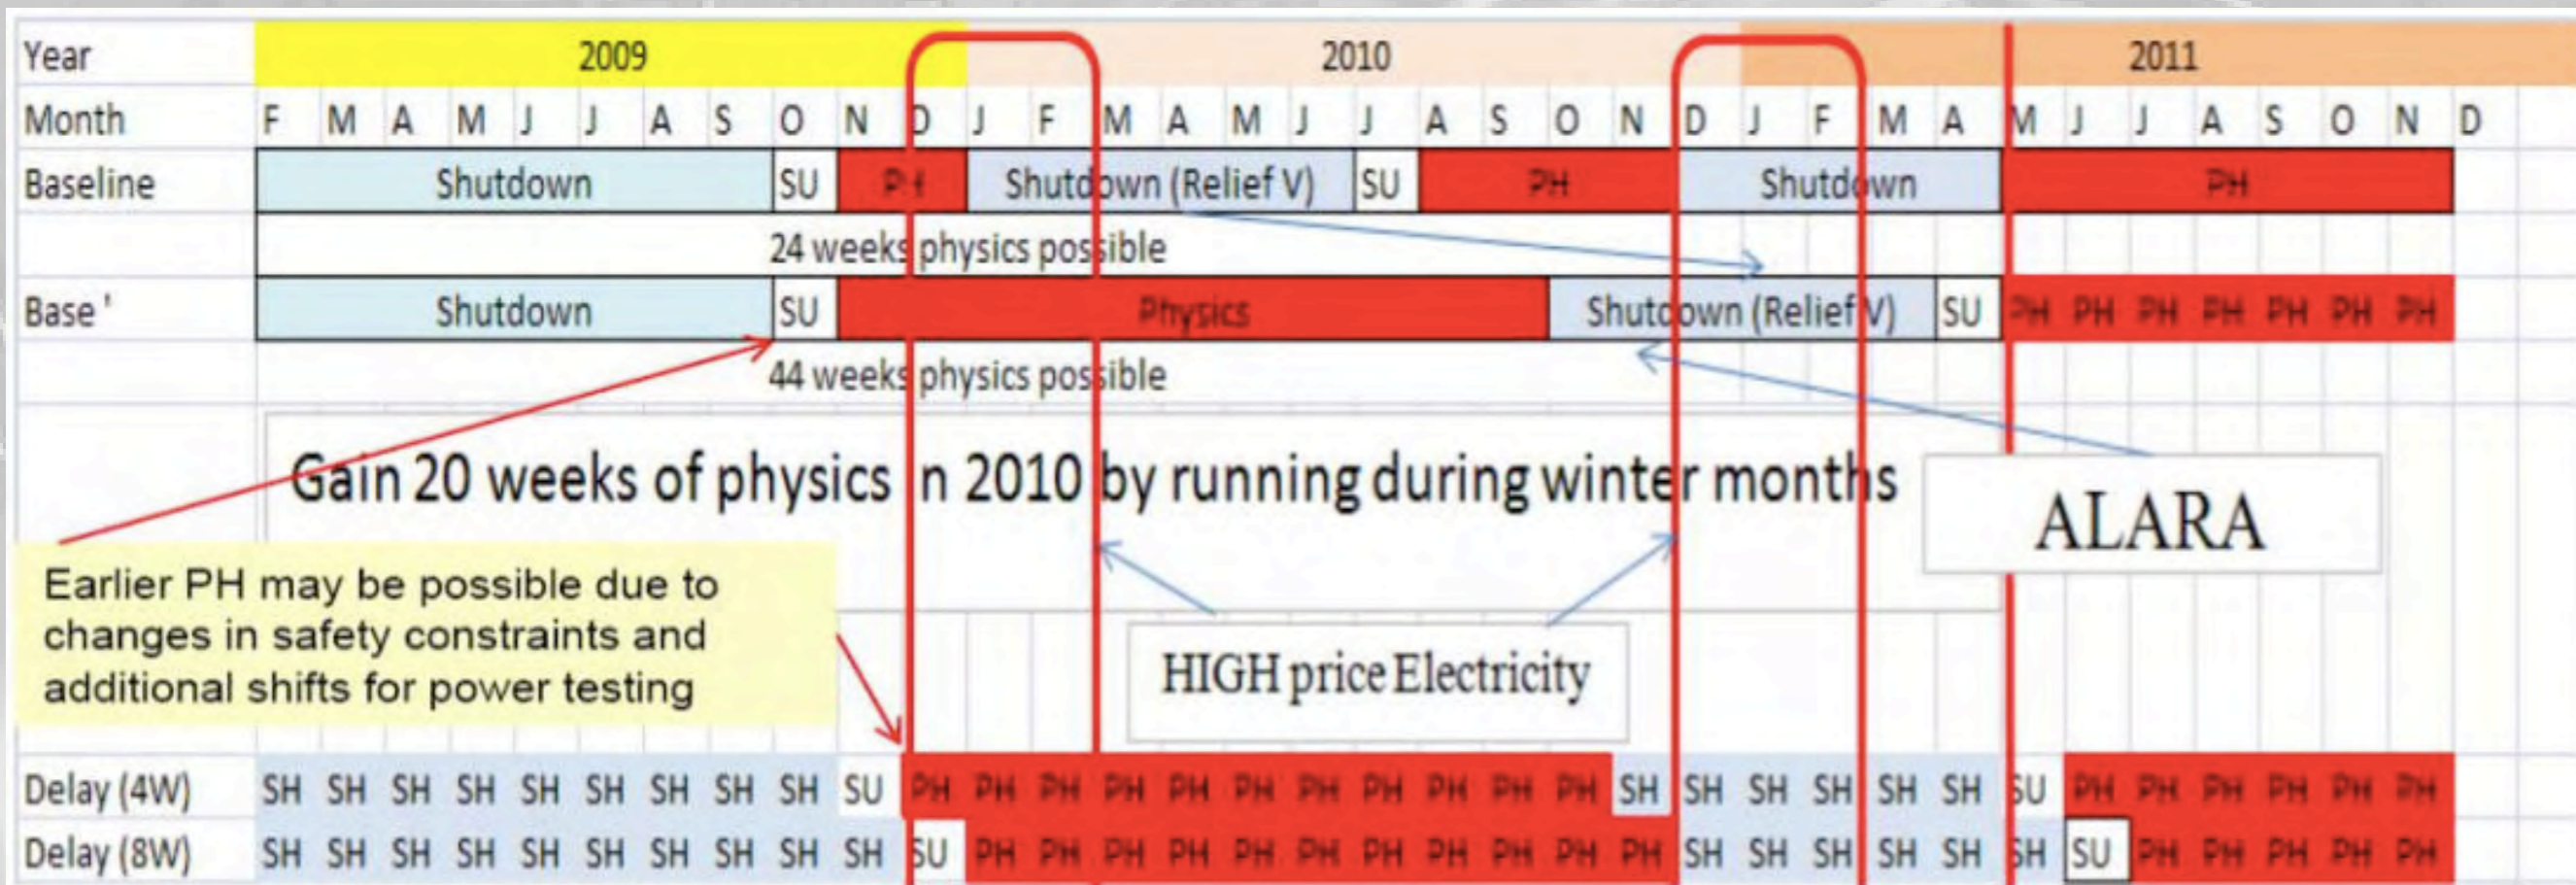 Year 2009 2010 2011
Month F M A M J J A S O N D J F M A M J J A S O N D J F M A M J J A S O N D
Baseline Shutdown SU PH Shutdown (Relief V) SU PH Shutdown PH
24 weeks physics possible
Base ' Shutdown SU Physics Shutdown (Relief V) SU PH PH PH PH PH PH PH
44 weeks physics possible
Gain 20 weeks of physics in 2010 by running during winter months
ALARA
Earlier PH may be possible due to
changes in safety constraints and
additional shifts for power testing
HIGH price Electricity
Delay (4W) SH SH SH SH SH SH SH SH SH SU PH PH PH PH PH PH PH PH PH PH PH SH SH SH SH SH SH SU PH PH PH PH PH PH
Delay (8W) SH SH SH SH SH SH SH SH SH SH SU PH PH PH PH PH PH PH PH PH PH PH SH SH SH SH SH SH SU PH PH PH PH PH